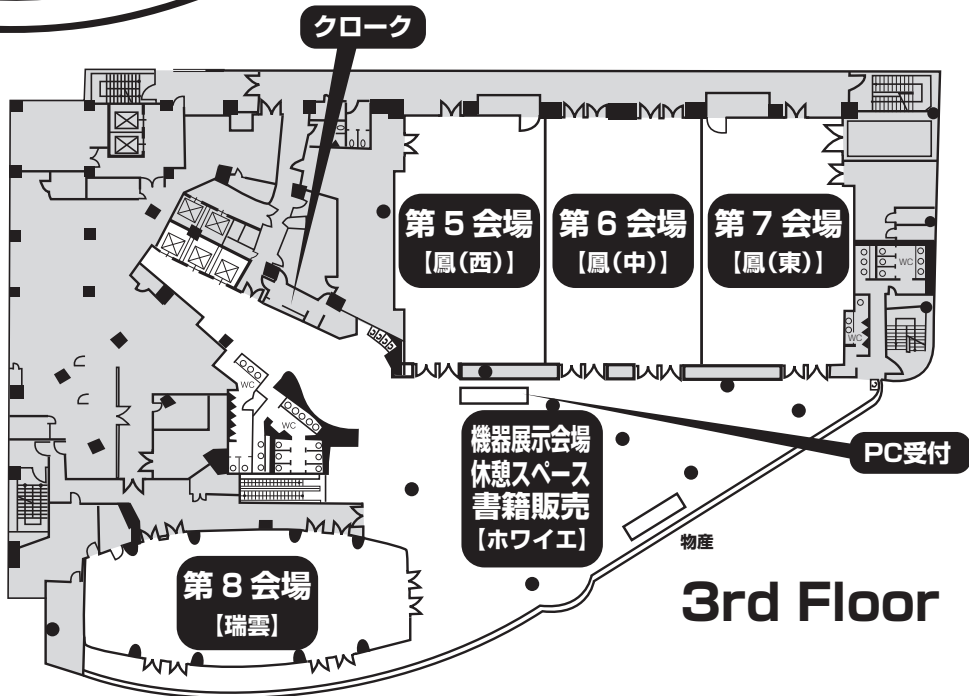 クローク
第5会場
【鳳(西)】
第6会場
【鳳(中)】
第7会場
【鳳(東)】
WC
WC
WC
WC
機器展示会場
休憩スペース
書籍販売
【ホワイエ】
PC受付
物産
第8会場
【瑞雲】
3rd Floor